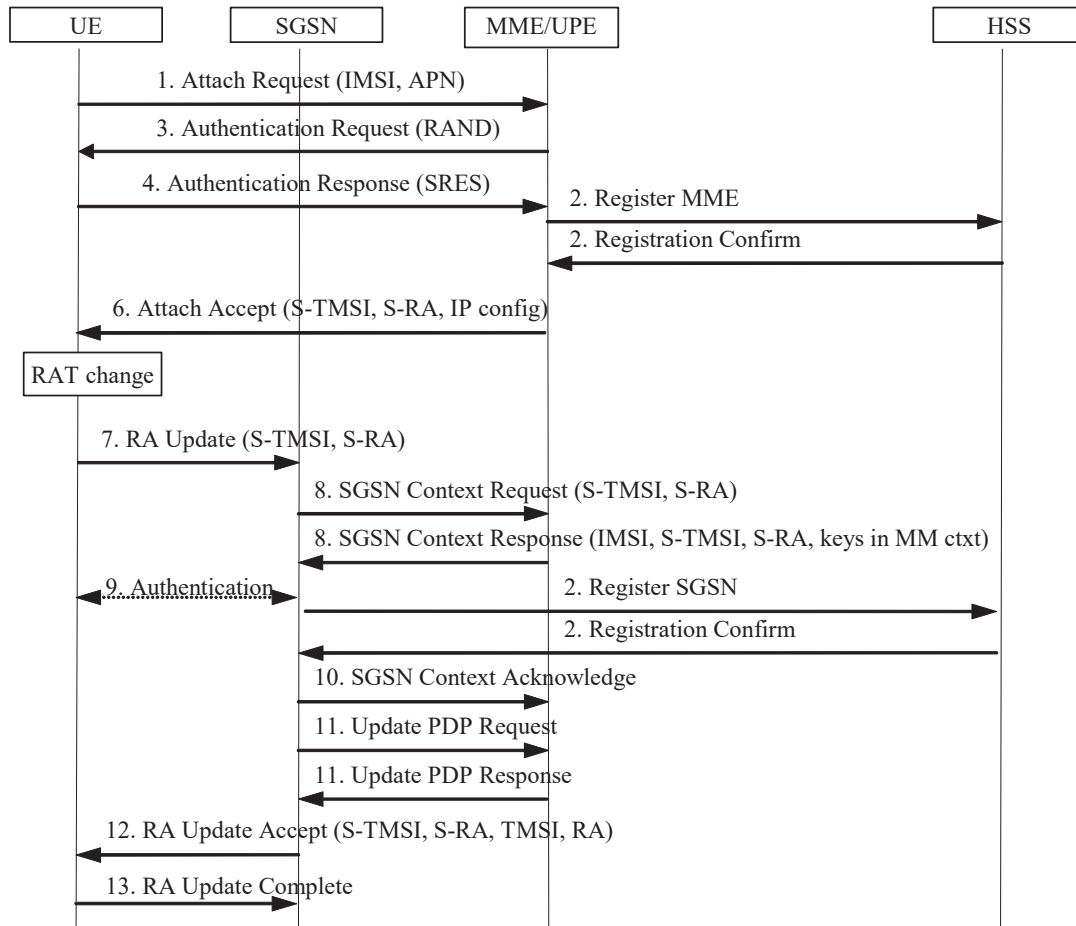 UE
SGSN
MME/UPE
HSS
1. Attach Request (IMSI, APN)
3. Authentication Request (RAND)
4. Authentication Response (SRES)
2. Register MME
2. Registration Confirm
6. Attach Accept (S-TMSI, S-RA, IP config)
RAT change
7. RA Update (S-TMSI, S-RA)
8. SGSN Context Request (S-TMSI, S-RA)
8. SGSN Context Response (IMSI, S-TMSI, S-RA, keys in MM ctxt)
9. Authentication
2. Register SGSN
2. Registration Confirm
10. SGSN Context Acknowledge
11. Update PDP Request
11. Update PDP Response
12. RA Update Accept (S-TMSI, S-RA, TMSI, RA)
13. RA Update Complete